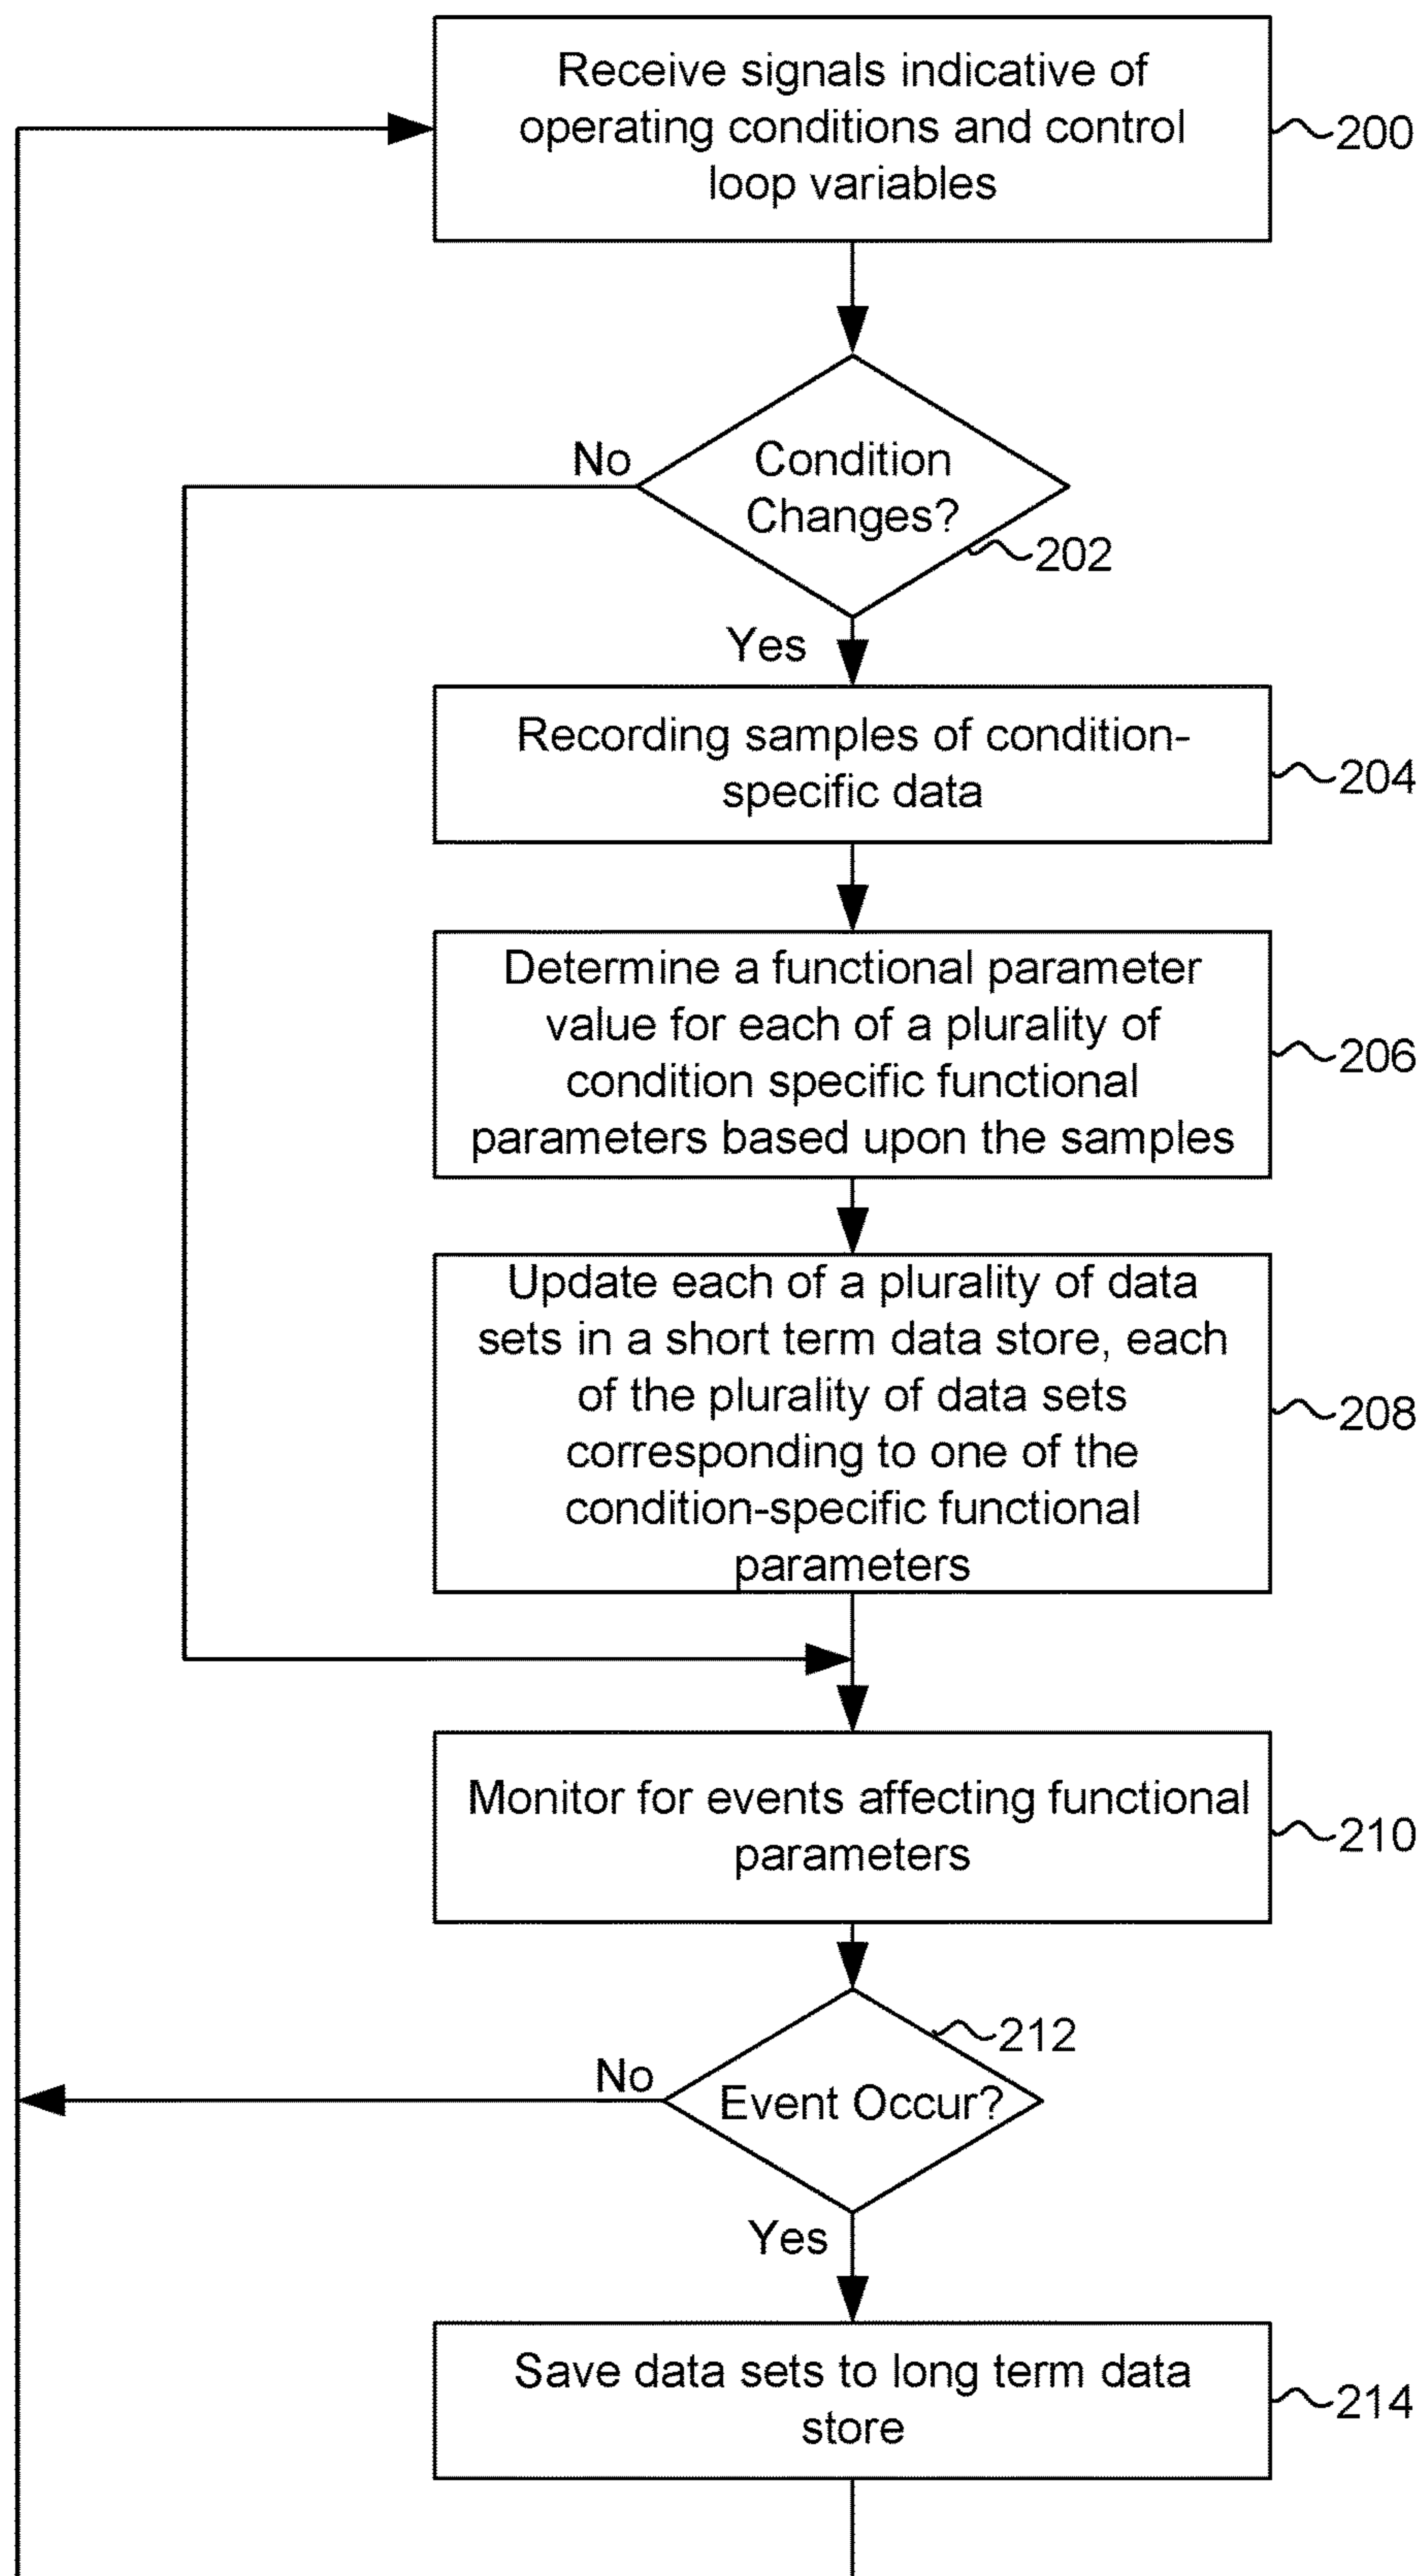 Receive signals indicative of
operating conditions and control
loop variables
200
No
Condition
Changes?
202
Yes
Recording samples of condition-
specific data
204
Determine a functional parameter
value for each of a plurality of
condition specific functional
parameters based upon the samples
206
Update each of a plurality of data
sets in a short term data store, each
of the plurality of data sets
corresponding to one of the
condition-specific functional
parameters
208
Monitor for events affecting functional
parameters
210
212
No
Event Occur?
Yes
Save data sets to long term data
store
214